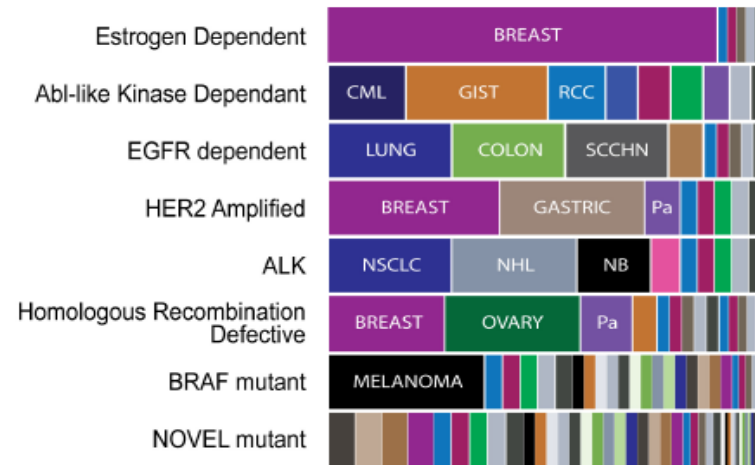 Estrogen Dependent BREAST
Abl-like Kinase Dependant CML GIST RCC
EGFR dependent LUNG COLON SCCHN
HER2 Amplified BREAST GASTRIC Pa
ALK NSCLC NHL NB
Homologous Recombination
Defective BREAST OVARY Pa
BRAF mutant MELANOMA
NOVEL mutant